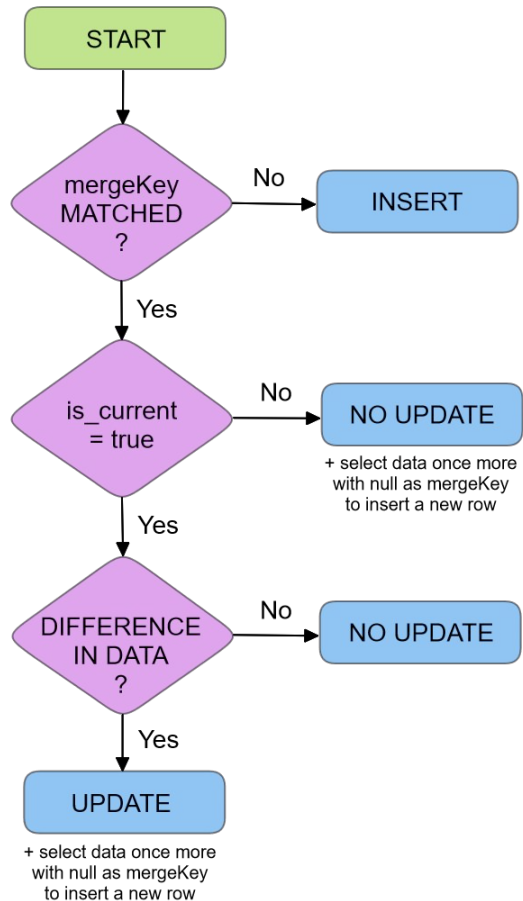 START
mergeKey
MATCHED
?
No
INSERT
Yes
is_current
= true
No
NO UPDATE
+ select data once more
with null as mergeKey
to insert a new row
Yes
DIFFERENCE
IN DATA
?
No
NO UPDATE
Yes
UPDATE
+ select data once more
with null as mergeKey
to insert a new row